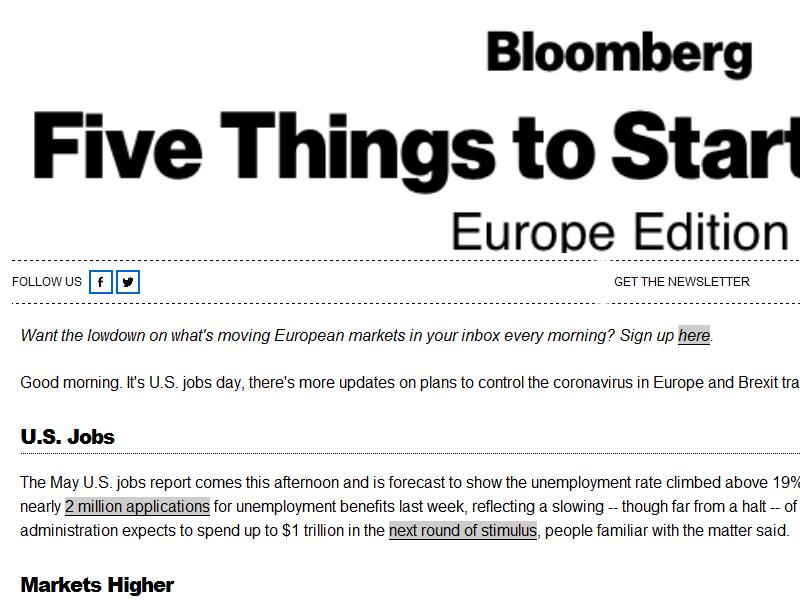 Bloomberg
Five Things to Start
Europe Edition
FOLLOW US
GET THE NEWSLETTER
Want the lowdown on what's moving European markets in your inbox every morning? Sign up here.
Good morning. It's U.S. jobs day, there's more updates on plans to control the coronavirus in Europe and Brexit tra
U.S. Jobs
The May U.S. jobs report comes this afternoon and is forecast to show the unemployment rate climbed above 19%
nearly 2 million applications for unemployment benefits last week, reflecting a slowing -- though far from a halt -- of
administration expects to spend up to $1 trillion in the next round of stimulus, people familiar with the matter said.
Markets Higher